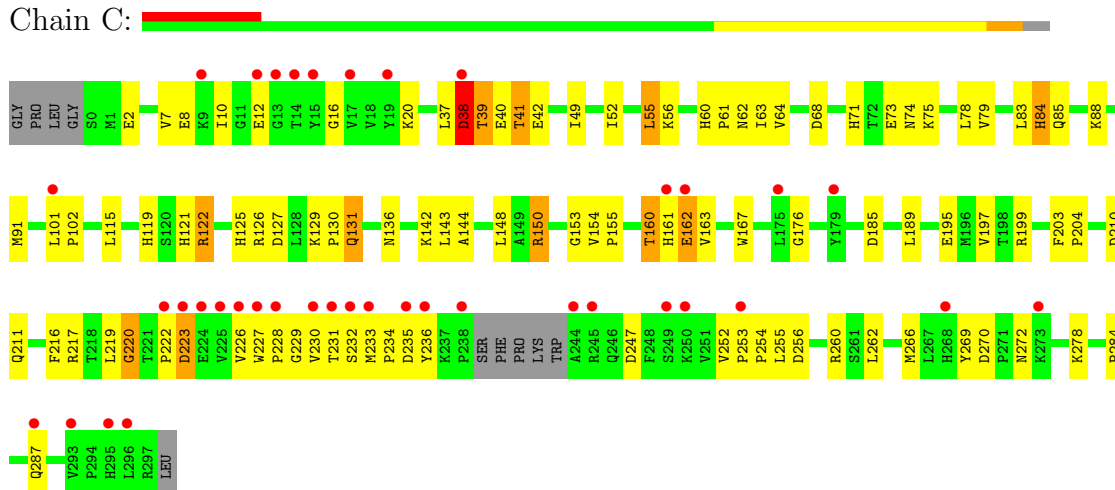 Chain C:
GLY PRO LEU GLY S0 M1 E2 V7 E8 K9 I10 G11 E12 G13 T14 Y15 G16 V17 V18 Y19 K20 L37 D38 T39 E40 T41 E42 I49 I52 L55 K56 H60 P61 N62 I63 V64 D68 H71 T72 E73 N74 K75 L78 V79 L83 H84 Q85 K88
M91 L101 P102 L115 H119 S120 H121 R122 H125 R126 D127 L128 K129 P130 Q131 N136 K142 L143 A144 L148 A149 R150 G153 V154 P155 T160 H161 E162 V163 W167 L175 G176 Y179 D185 L189 E195 M196 V197 T198 R199 F203 P204
Q211 F216 R217 T218 L219 G220 T221 P222 D223 E224 V225 V226 W227 P228 G229 V230 T231 S232 M233 P234 D235 Y236 K237 P238 SER PHE PRO LYS TRP A244 R245 Q246 D247 F248 S249 K250 V251 V252 P253 P254 L255 D256 R260 S261 L262 M266 L267 H268 Y269 D270 P271 N272 K273 K278
Q287 V293 P294 H295 L296 R297 LEU